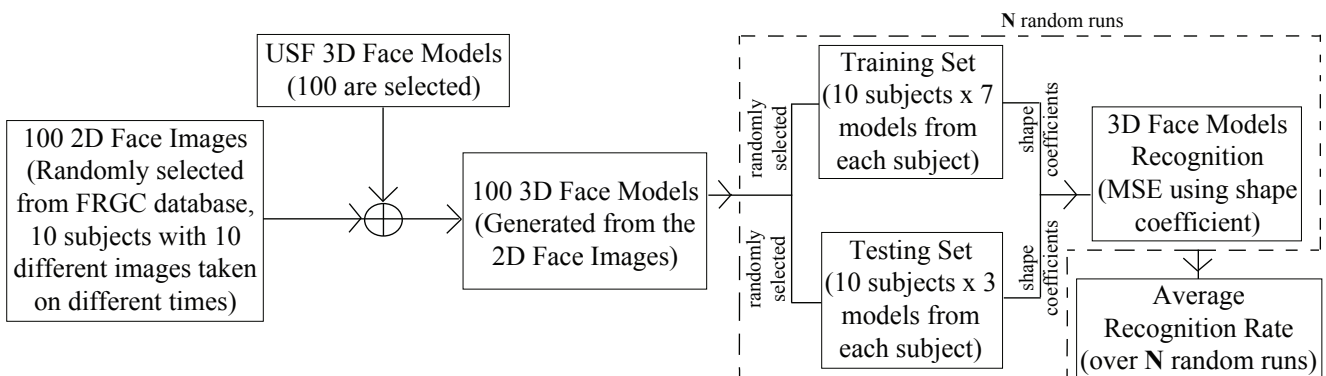 N random runs
USF 3D Face Models
(100 are selected)
100 2D Face Images
(Randomly selected
from FRGC database,
10 subjects with 10
different images taken
on different times)
100 3D Face Models
(Generated from the
2D Face Images)
randomly
selected
randomly
selected
Training Set
(10 subjects x 7
models from
each subject)
Testing Set
(10 subjects x 3
models from
each subject)
shape
coefficients
shape
coefficients
3D Face Models
Recognition
(MSE using shape
coefficient)
Average
Recognition Rate
(over N random runs)